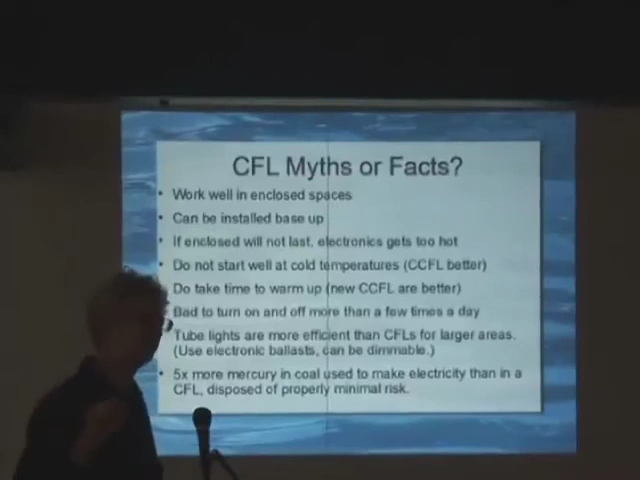 CFL Myths or Facts?
• Work well in enclosed spaces
• Can be installed base up
• If enclosed will not last, electronics gets too hot
• Do not start well at cold temperatures (CCFL better)
Do take time to warm up (new CCFL are better)
Bad to turn on and off more than a few times a day
Tube lights are more efficient than CFLs for larger areas.
(Use electronic ballasts, can be dimmable.)
• 5x more mercury in coal used to make electricity than in a
CFL, disposed of properly minimal risk.